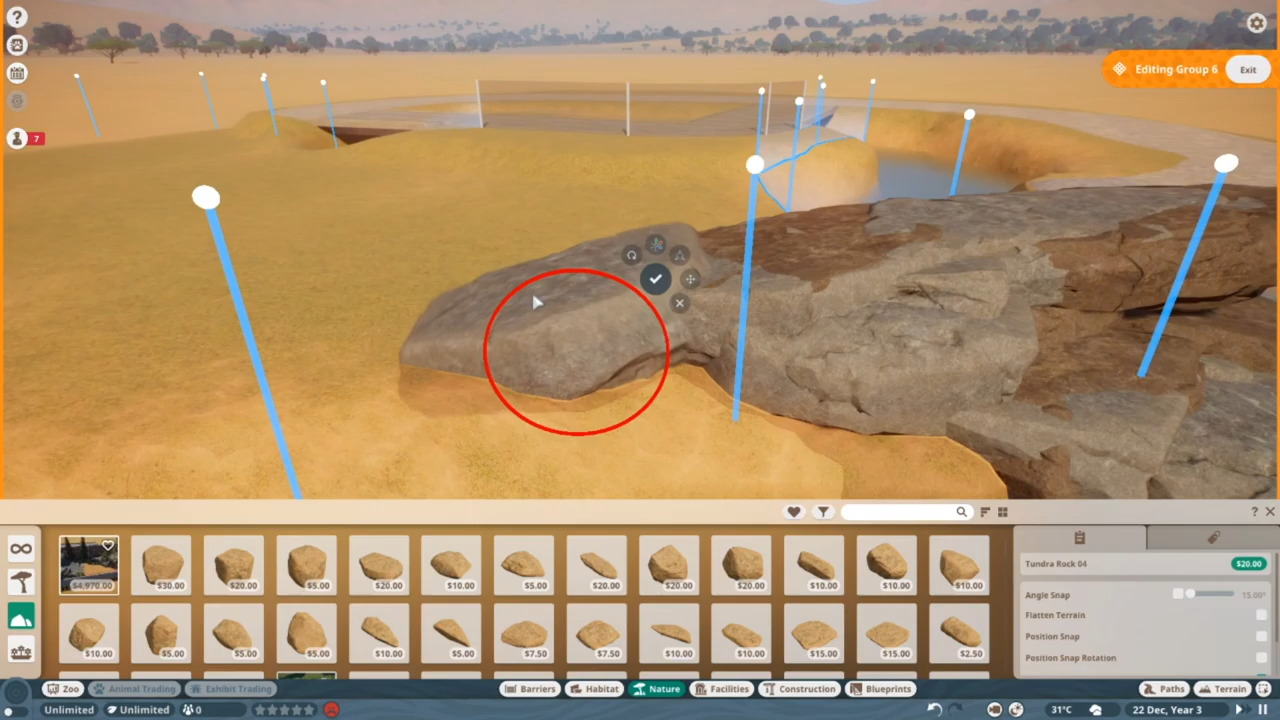 ?
Editing Group 6
Exit
7
? ×
$4,970.00 $30.00 $20.00 $5.00 $20.00 $10.00 $5.00 $20.00 $20.00 $20.00 $10.00 $10.00 $10.00
$10.00 $5.00 $5.00 $5.00 $10.00 $5.00 $7.50 $7.50 $10.00 $10.00 $15.00 $15.00 $2.50
Tundra Rock 04
$20.00
Angle Snap
15.00°
Flatten Terrain
Position Snap
Position Snap Rotation
Zoo
Animal Trading
Exhibit Trading
Barriers
Habitat
Nature
Facilities
Construction
Blueprints
Paths
Terrain
Unlimited
Unlimited
0
31°C
22 Dec, Year 3